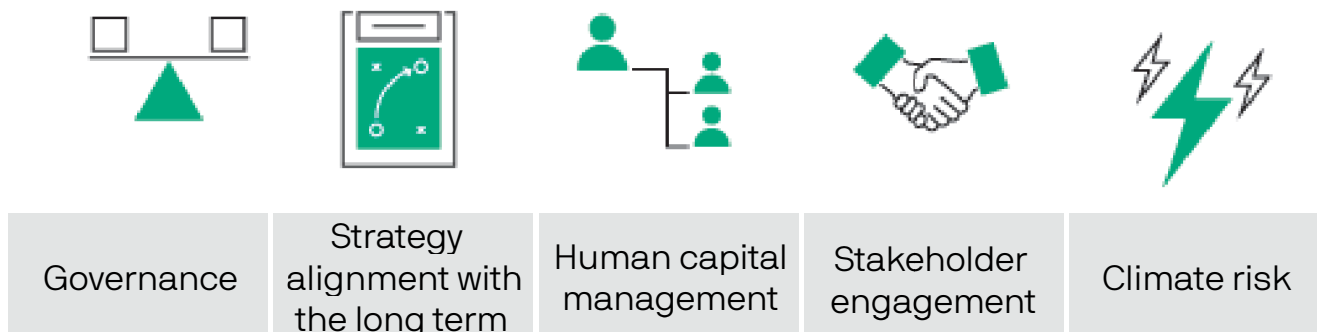 Governance
Strategy
alignment with
the long term
Human capital
management
Stakeholder
engagement
Climate risk